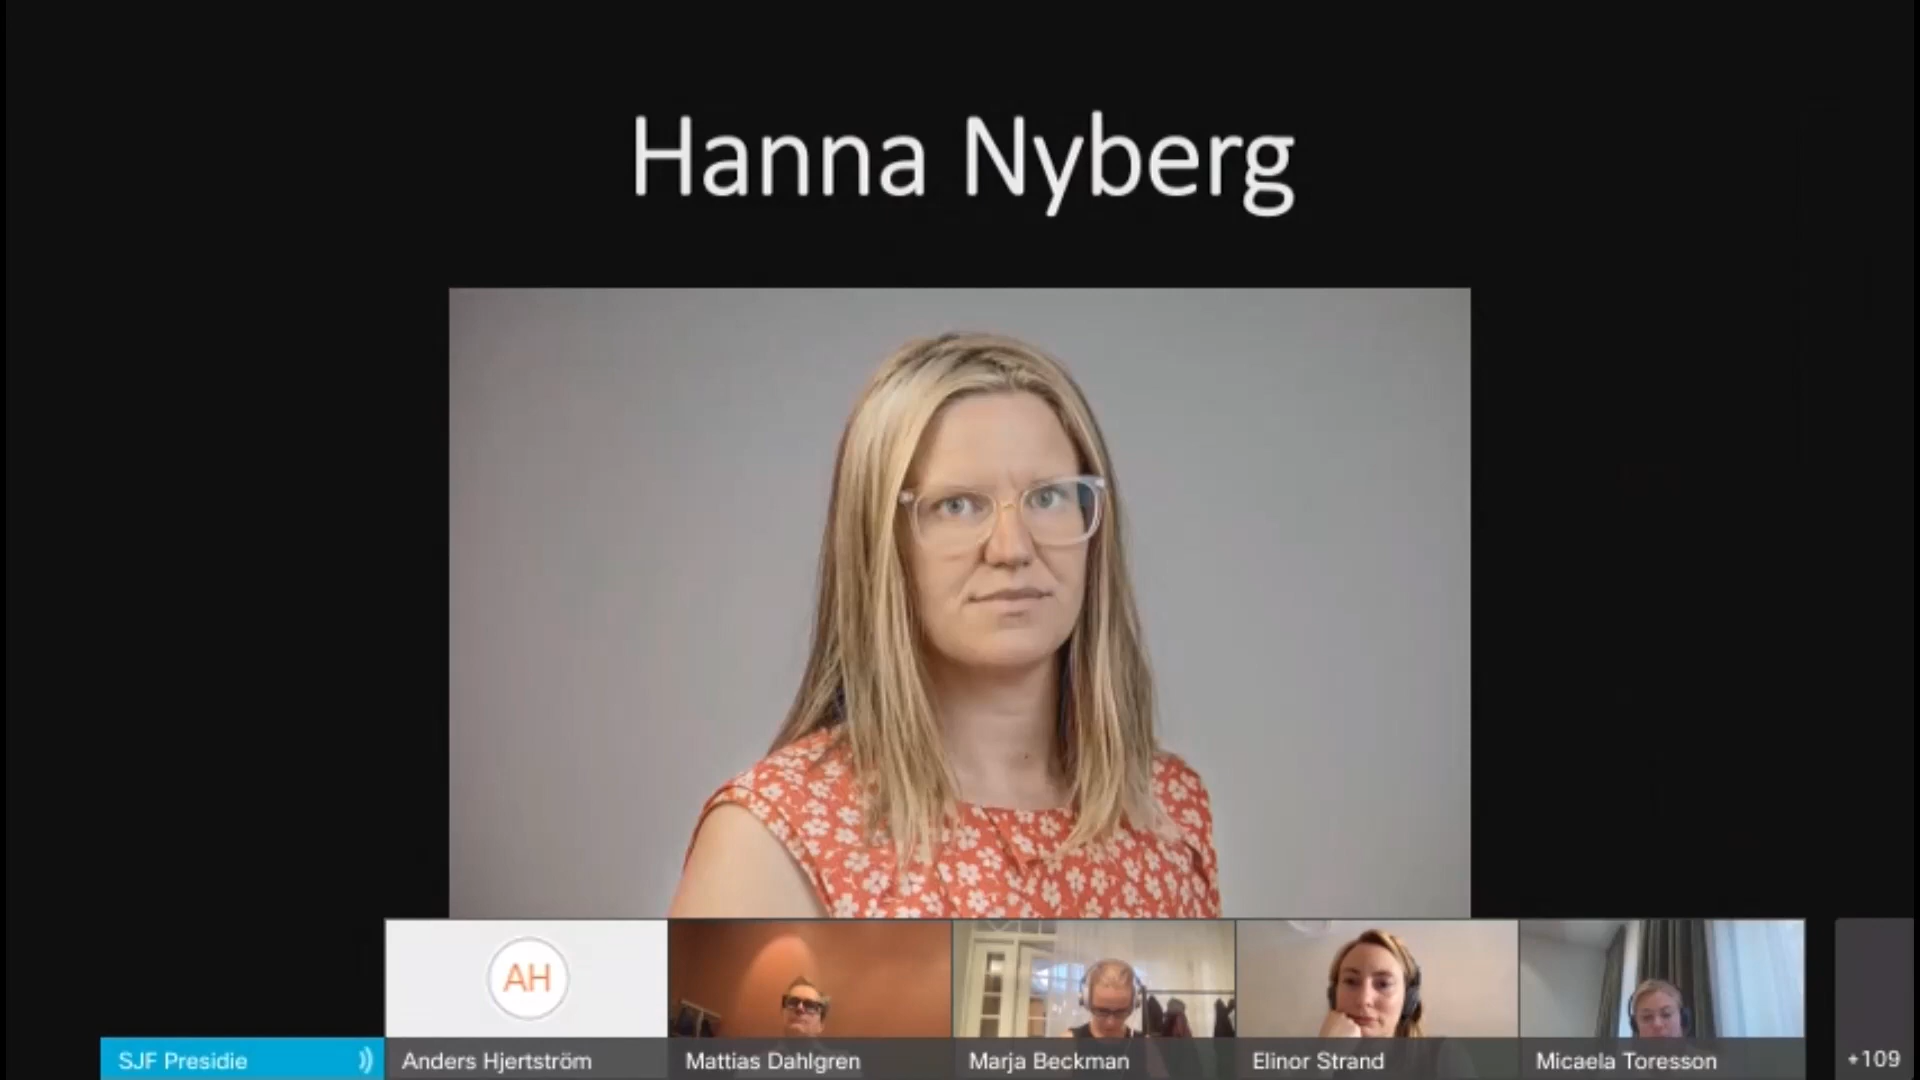 Hanna Nyberg
AH
SJF Presidie
Anders Hjertström
Mattias Dahlgren
Marja Beckman
Elinor Strand
Micaela Toresson
+109